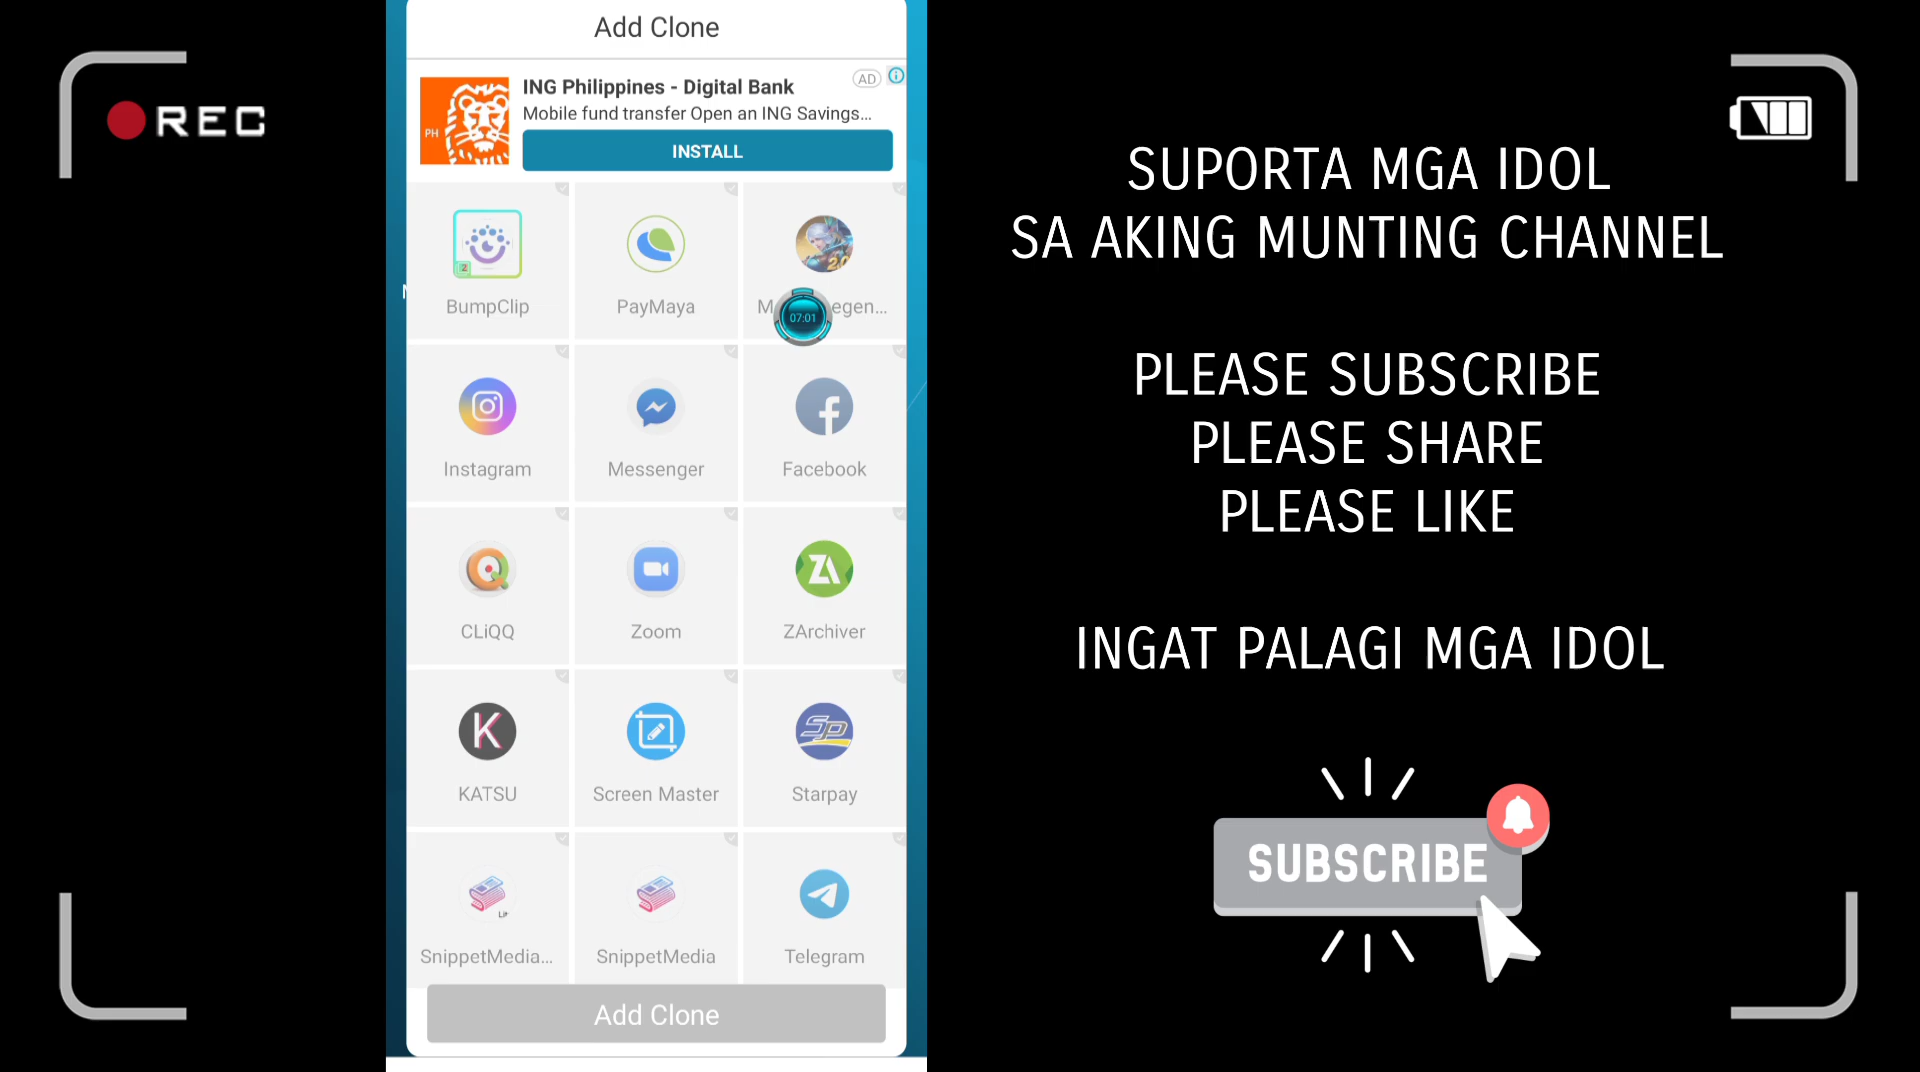 REC
Add Clone
ING Philippines - Digital Bank
AD
Mobile fund transfer Open an ING Savings...
PH
INSTALL
BumpClip
PayMaya
egen...
07:01
Instagram
Messenger
Facebook
CLiQQ
Zoom
ZArchiver
KATSU
Screen Master
Starpay
SnippetMedia...
SnippetMedia
Telegram
Add Clone
SUPORTA MGA IDOL
SA AKING MUNTING CHANNEL
PLEASE SUBSCRIBE
PLEASE SHARE
PLEASE LIKE
INGAT PALAGI MGA IDOL
SUBSCRIBE